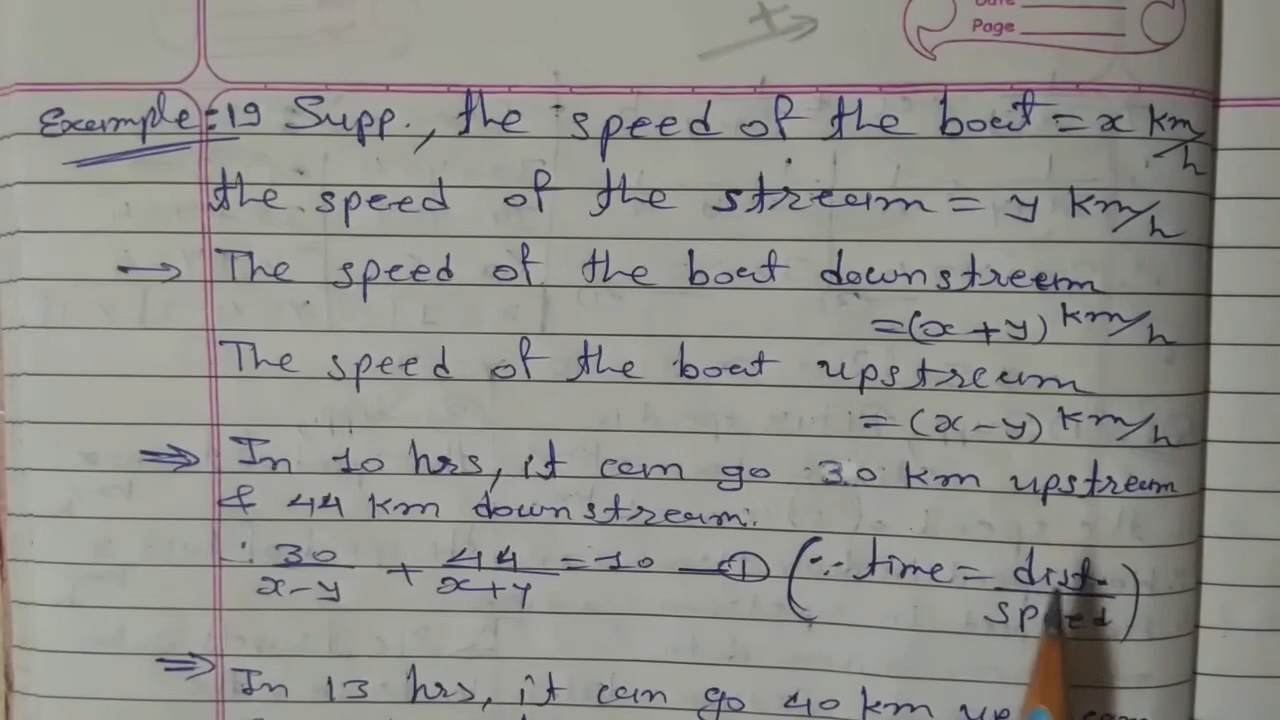 Page
Example:19 Supp., the speed of the boat = x km/h
the speed of the stream = y km/h
→ The speed of the boat downstream
=(x+y) km/h
The speed of the boat upstream
=(x-y) km/h
⇒ In 10 hrs, it can go 30 km upstream
& 44 km downstream.
∴ 30/x-y + 44/x+y = 10 — ① (∵ time = dist./speed)
⇒ In 13 hrs, it can go 40 km